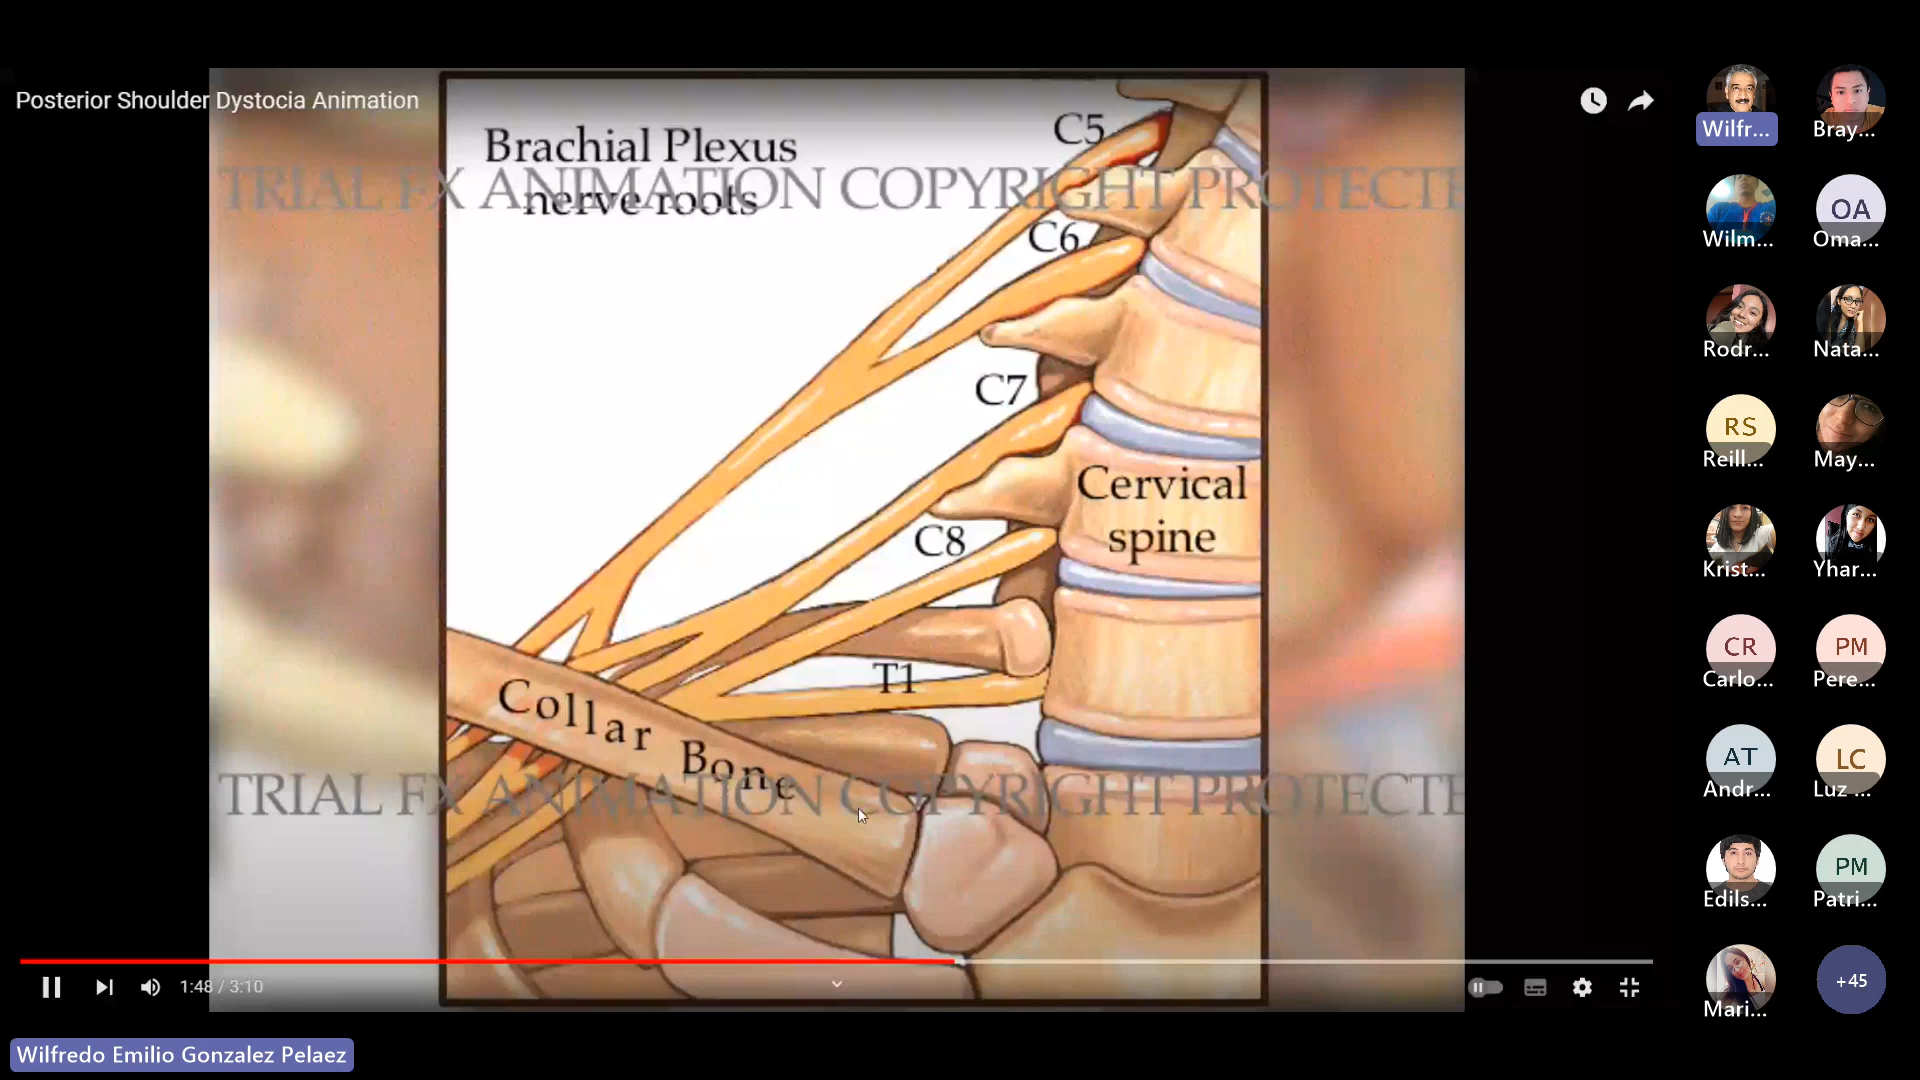 Posterior Shoulder Dystocia Animation
Brachial Plexus
nerve roots
TRIAL FX ANIMATION COPYRIGHT PROTECTE
C5
C6
C7
Cervical
spine
C8
T1
Collar Bone
TRIAL FX ANIMATION COPYRIGHT PROTECTE
1:48 / 3:10
Wilfredo Emilio Gonzalez Pelaez
Wilfr...
Bray...
Wilm...
OA
Oma...
Rodr...
Nata...
RS
Reill...
May...
Krist...
Yhar...
CR
Carlo...
PM
Pere...
AT
Andr...
LC
Luz ...
Edils...
PM
Patri...
Mari...
+45